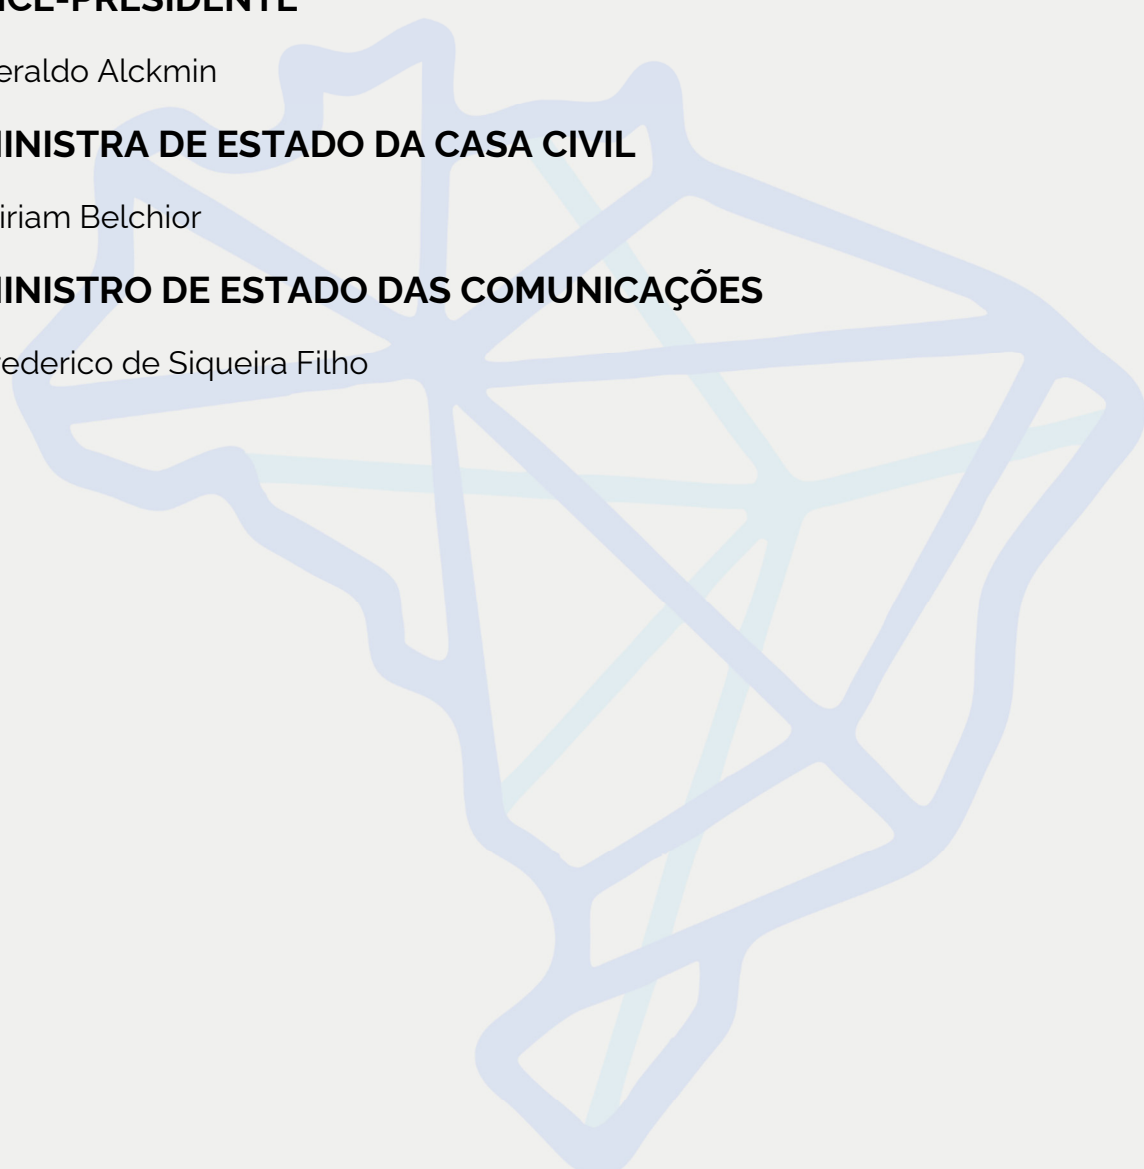 ICE-PRESIDENTE
eraldo Alckmin
INISTRA DE ESTADO DA CASA CIVIL
iriam Belchior
INISTRO DE ESTADO DAS COMUNICAÇÕES
ederico de Siqueira Filho